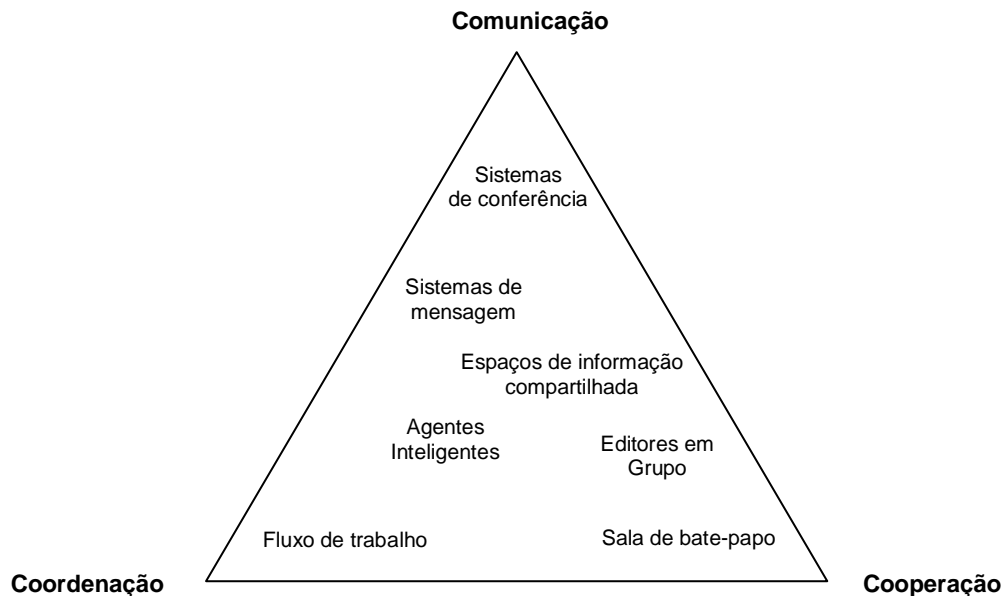 Comunicação
Sistemas
de conferência
Sistemas de
mensagem
Espaços de informação
compartilhada
Agentes
Inteligentes
Editores em
Grupo
Fluxo de trabalho
Sala de bate-papo
Coordenação
Cooperação